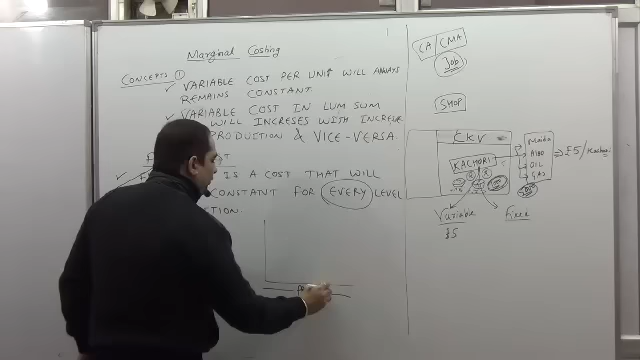 Marginal Costing
CONCEPTS ①
✓ VARIABLE COST PER UNIT WILL ALWAYS
REMAINS CONSTANT.
✓ VARIABLE COST IN LUM SUM
WILL INCRESES WITH INCREASE
PRODUCTION & VICE-VERSA.
COST
✓ IS A COST THAT WILL
CONSTANT FOR EVERY LEVEL
CA / CMA
Job
SHOP
CKV
KACHORI
Maida
ALOO
OIL
GAS
£5/Kachori
Variable
£5
Fixed